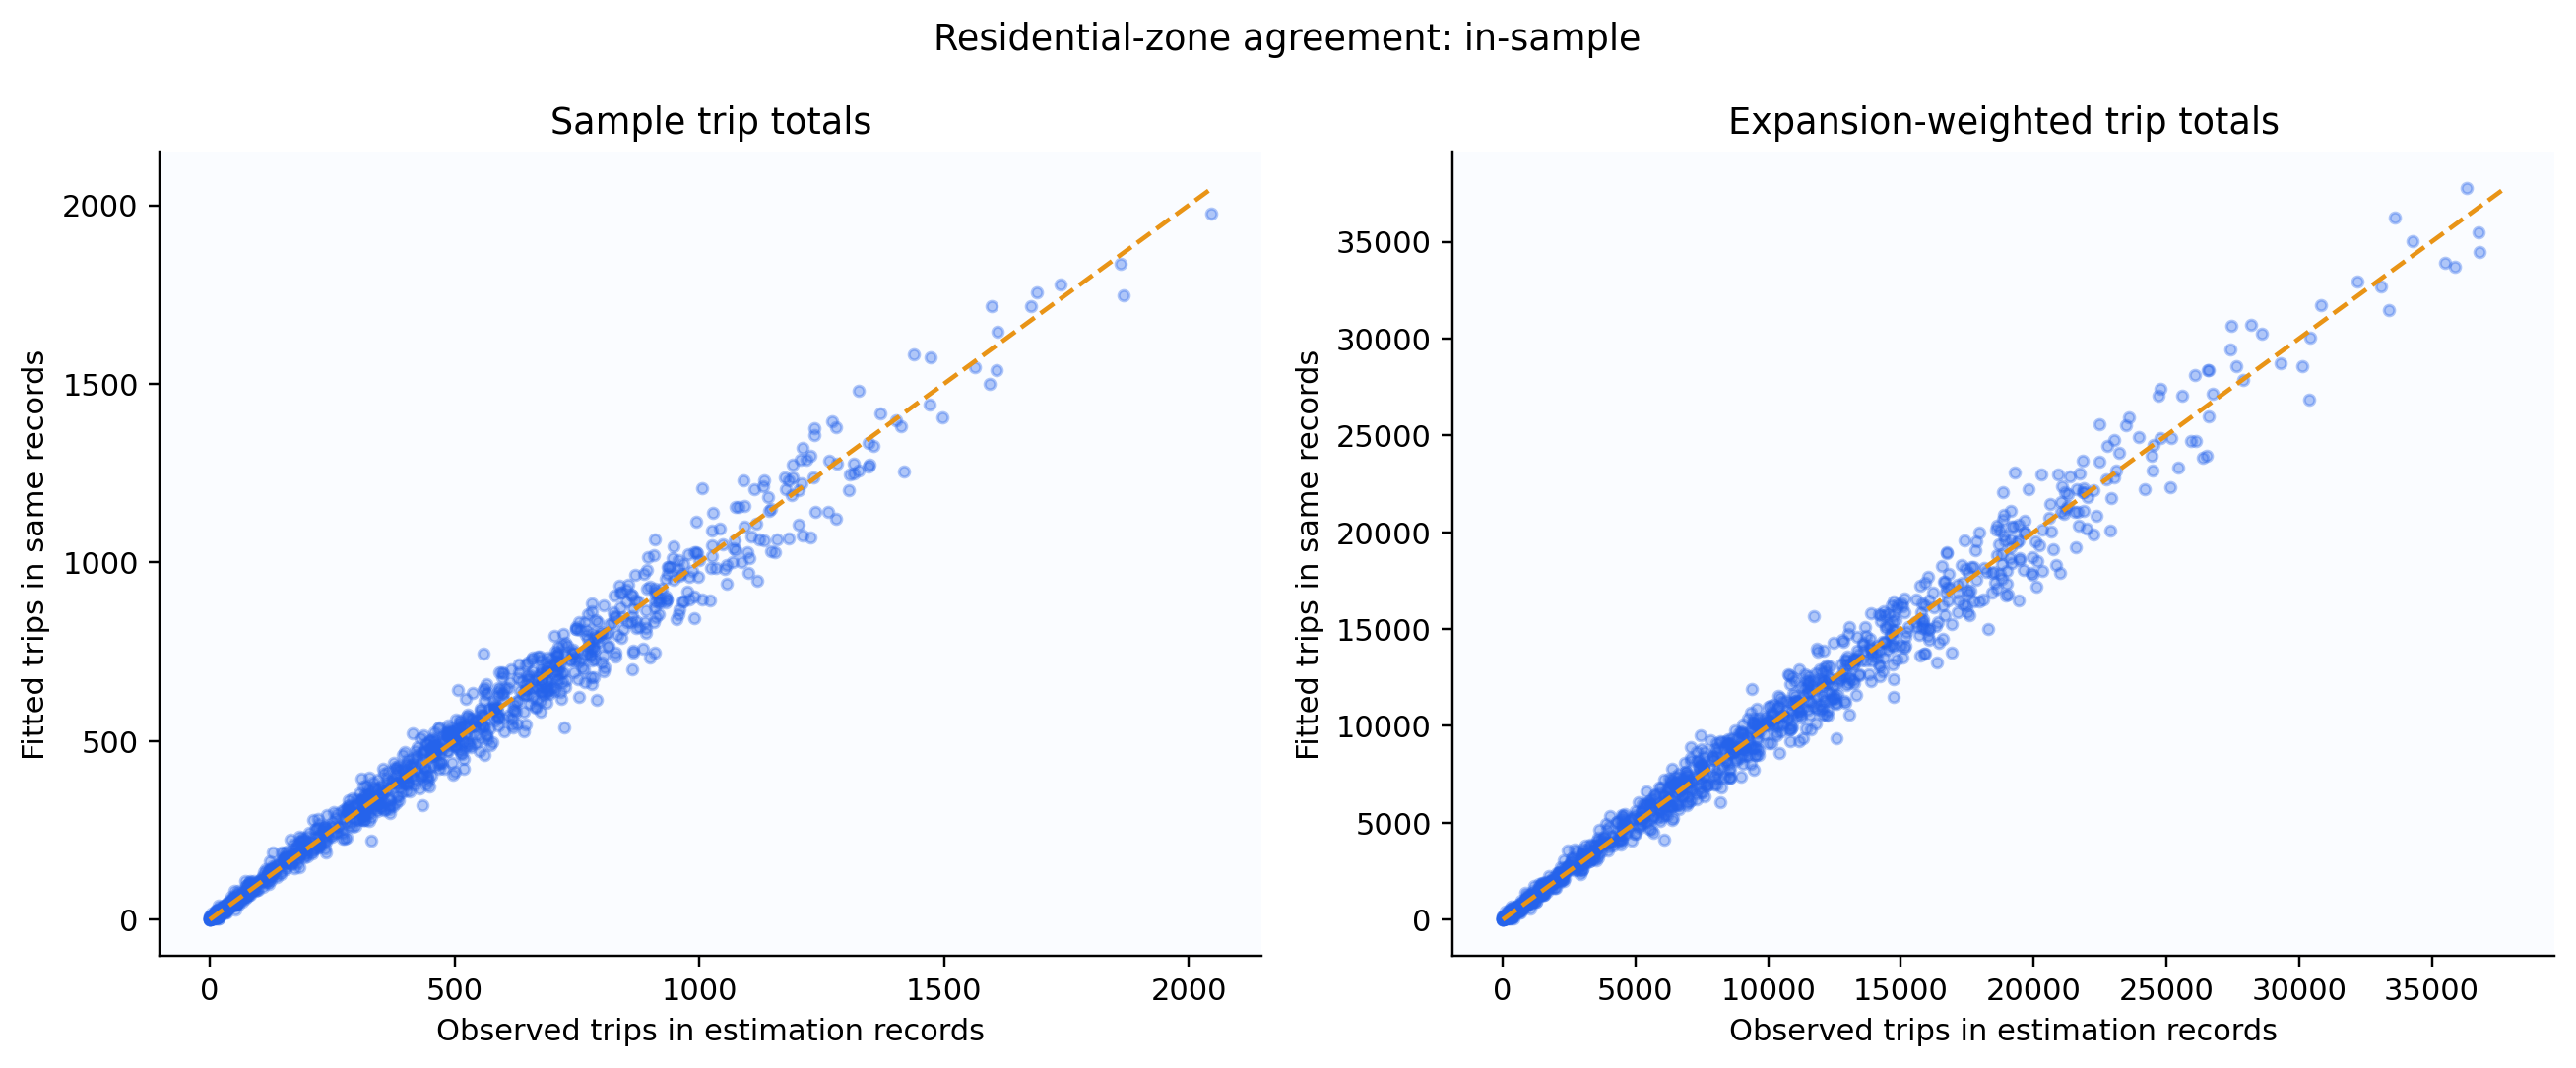 Residential-zone agreement: in-sample
Sample trip totals
Fitted trips in same records
2000
1500
1000
500
0
0 500 1000 1500 2000
Observed trips in estimation records
Expansion-weighted trip totals
Fitted trips in same records
35000
30000
25000
20000
15000
10000
5000
0
0 5000 10000 15000 20000 25000 30000 35000
Observed trips in estimation records